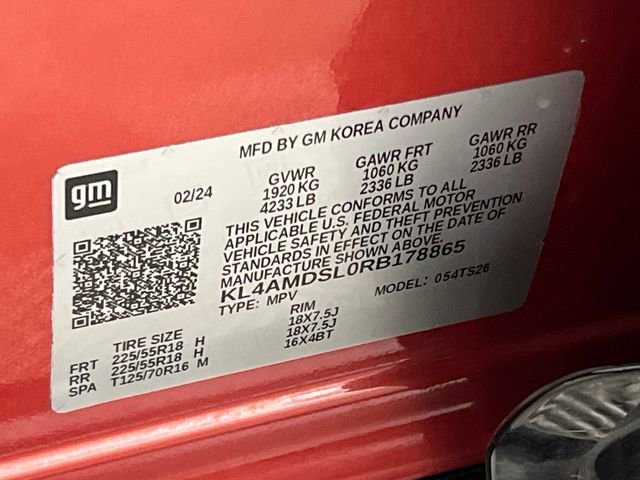 MFD BY GM KOREA COMPANY
gm
02/24
GVWR GAWR FRT GAWR RR
1920 KG 1060 KG 1060 KG
4233 LB 2336 LB 2336 LB
THIS VEHICLE CONFORMS TO ALL
APPLICABLE U.S. FEDERAL MOTOR
VEHICLE SAFETY AND THEFT PREVENTION
STANDARDS IN EFFECT ON THE DATE OF
MANUFACTURE SHOWN ABOVE.
KL4AMDSL0RB178865
TYPE: MPV MODEL: 054TS26
TIRE SIZE RIM
FRT 225/55R18 H 18X7.5J
RR 225/55R18 H 18X7.5J
SPA T125/70R16 M 16X4BT